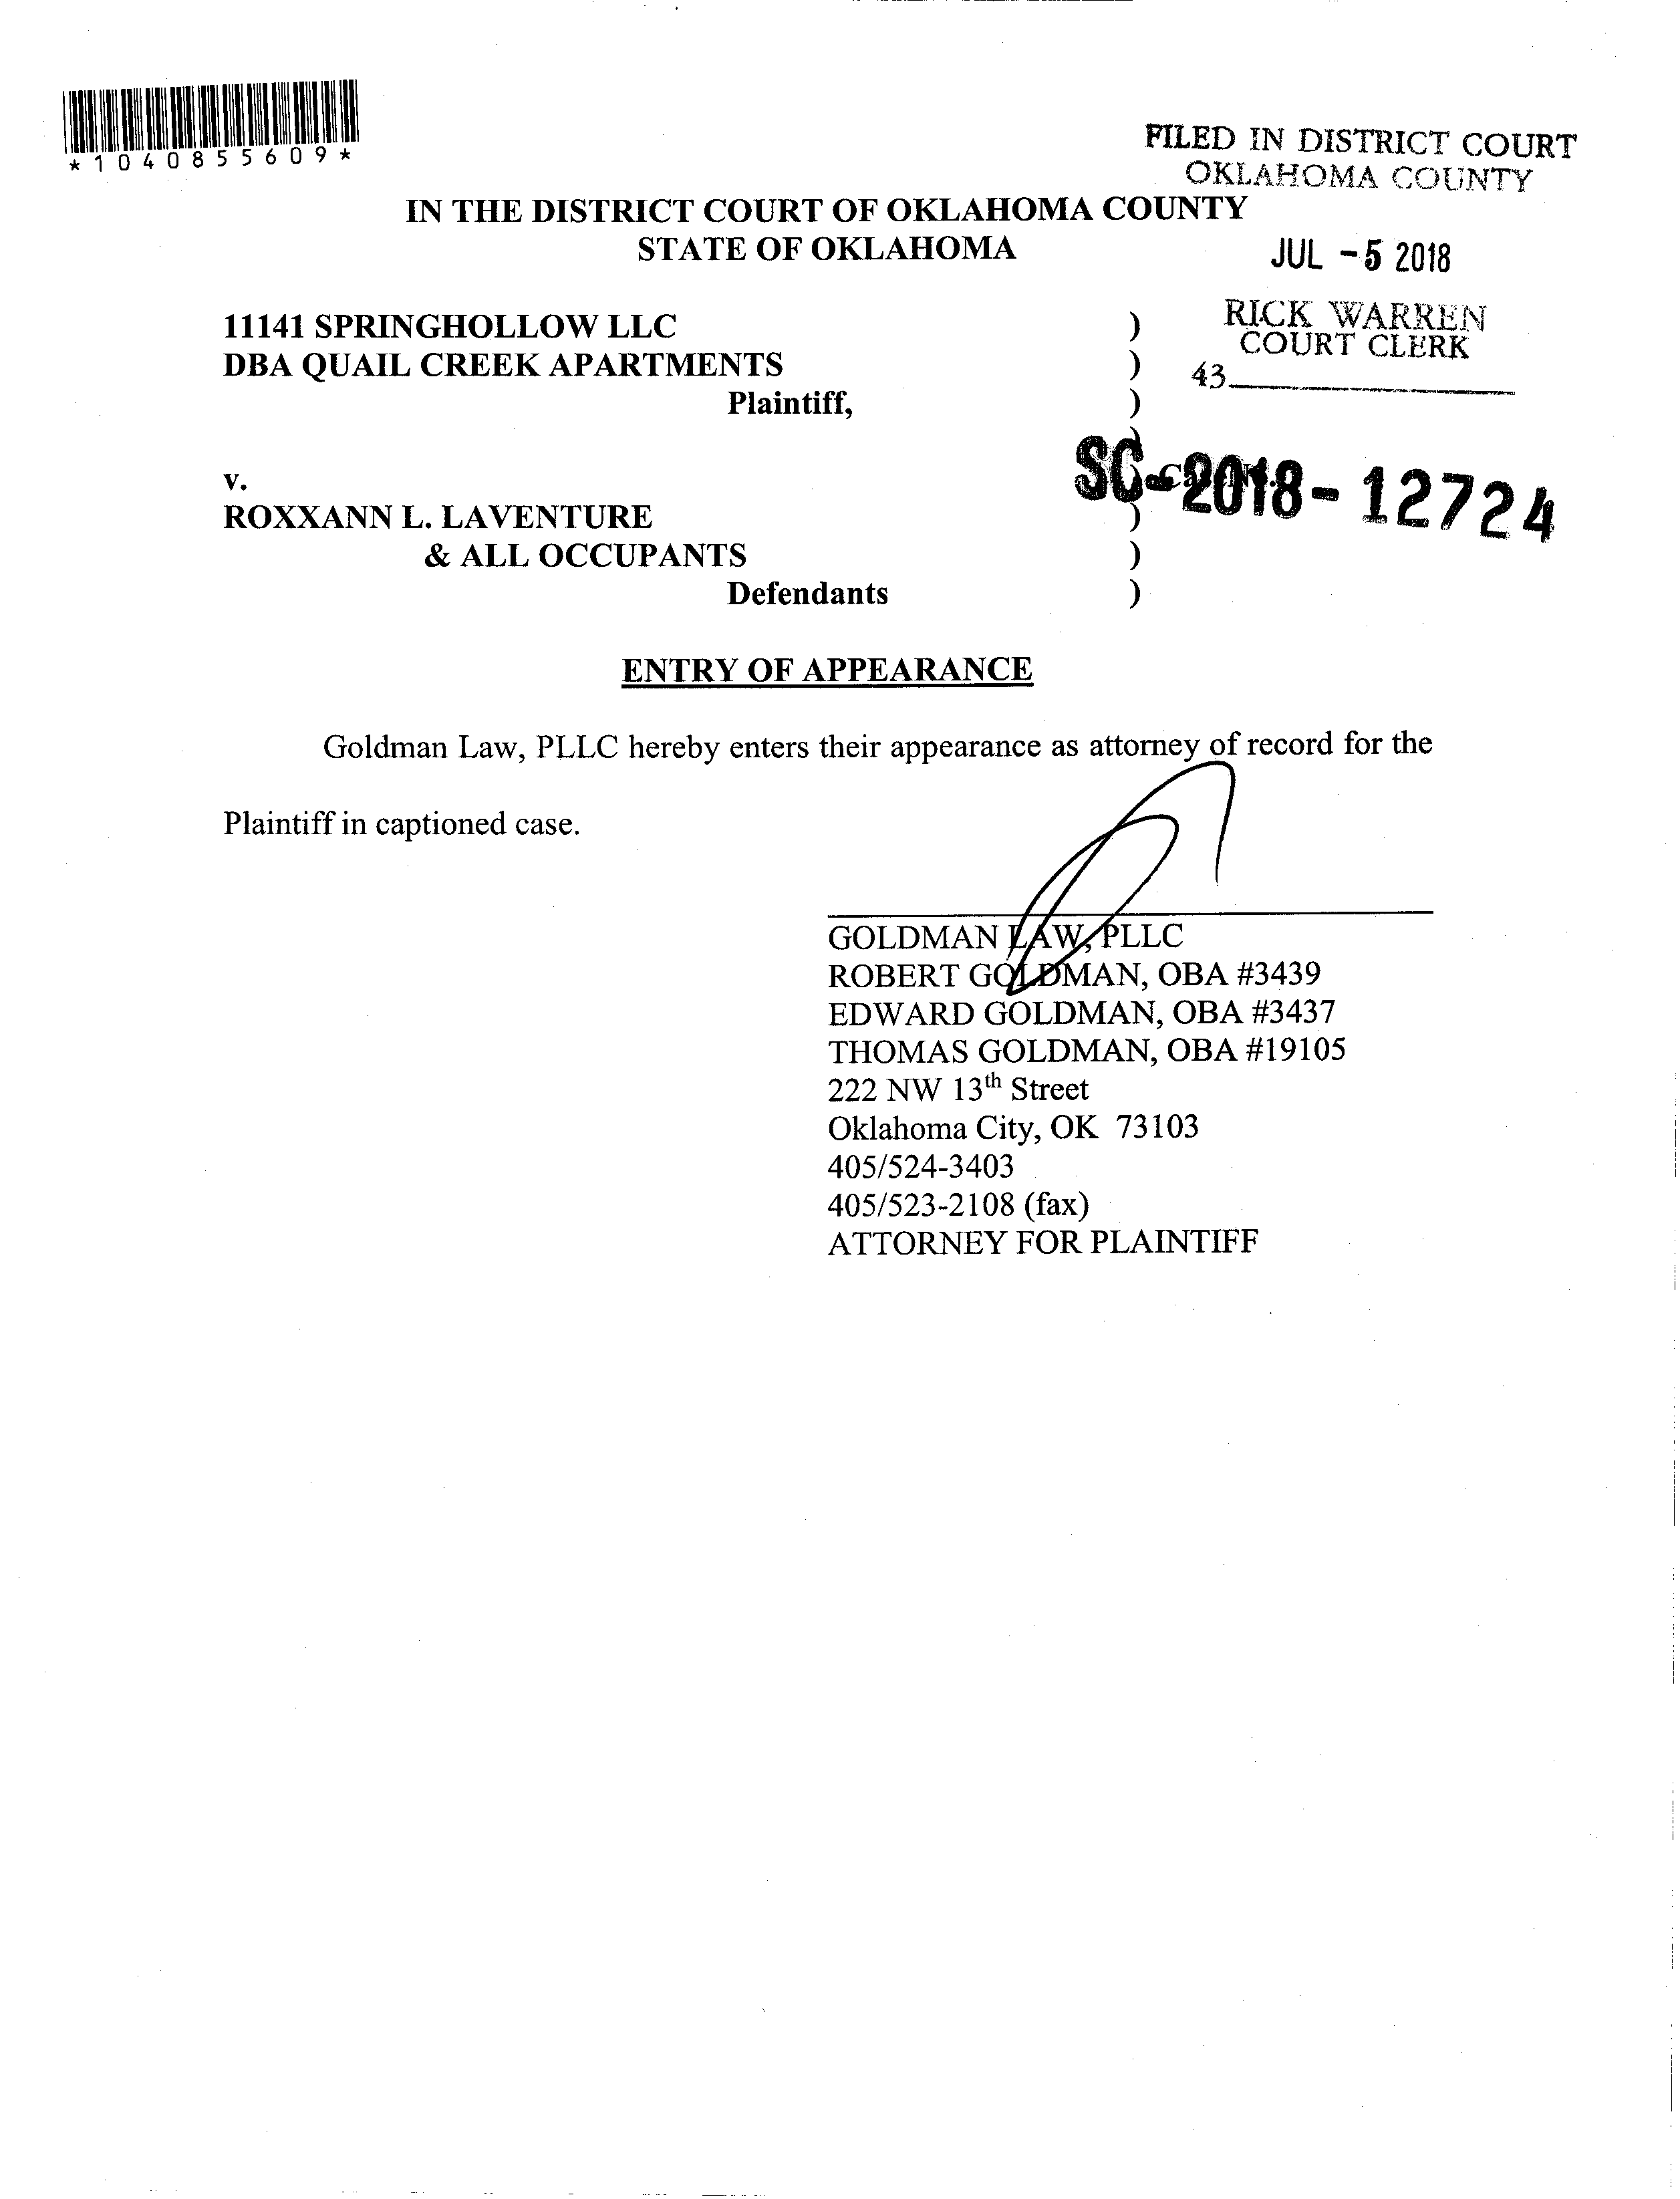 *1040855609*
FILED IN DISTRICT COURT
OKLAHOMA COUNTY
IN THE DISTRICT COURT OF OKLAHOMA COUNTY
STATE OF OKLAHOMA
JUL -5 2018
RICK WARREN
COURT CLERK
43
11141 SPRINGHOLLOW LLC )
DBA QUAIL CREEK APARTMENTS )
Plaintiff, )
)
v. )
SC-2018-12724
ROXXANN L. LAVENTURE )
& ALL OCCUPANTS )
Defendants )
ENTRY OF APPEARANCE
Goldman Law, PLLC hereby enters their appearance as attorney of record for the
Plaintiff in captioned case.
GOLDMAN LAW, PLLC
ROBERT GOLDMAN, OBA #3439
EDWARD GOLDMAN, OBA #3437
THOMAS GOLDMAN, OBA #19105
222 NW 13th Street
Oklahoma City, OK 73103
405/524-3403
405/523-2108 (fax)
ATTORNEY FOR PLAINTIFF